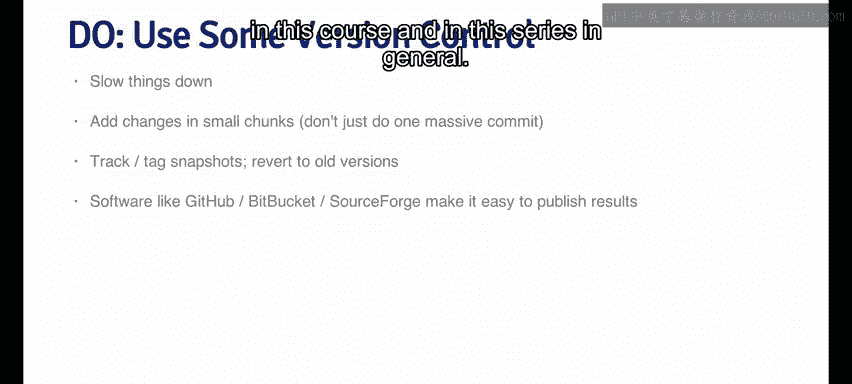 DO: Use Some Version Control
in this course and in this series in
general.
· Slow things down
· Add changes in small chunks (don't just do one massive commit)
· Track / tag snapshots; revert to old versions
· Software like GitHub / BitBucket / SourceForge make it easy to publish results